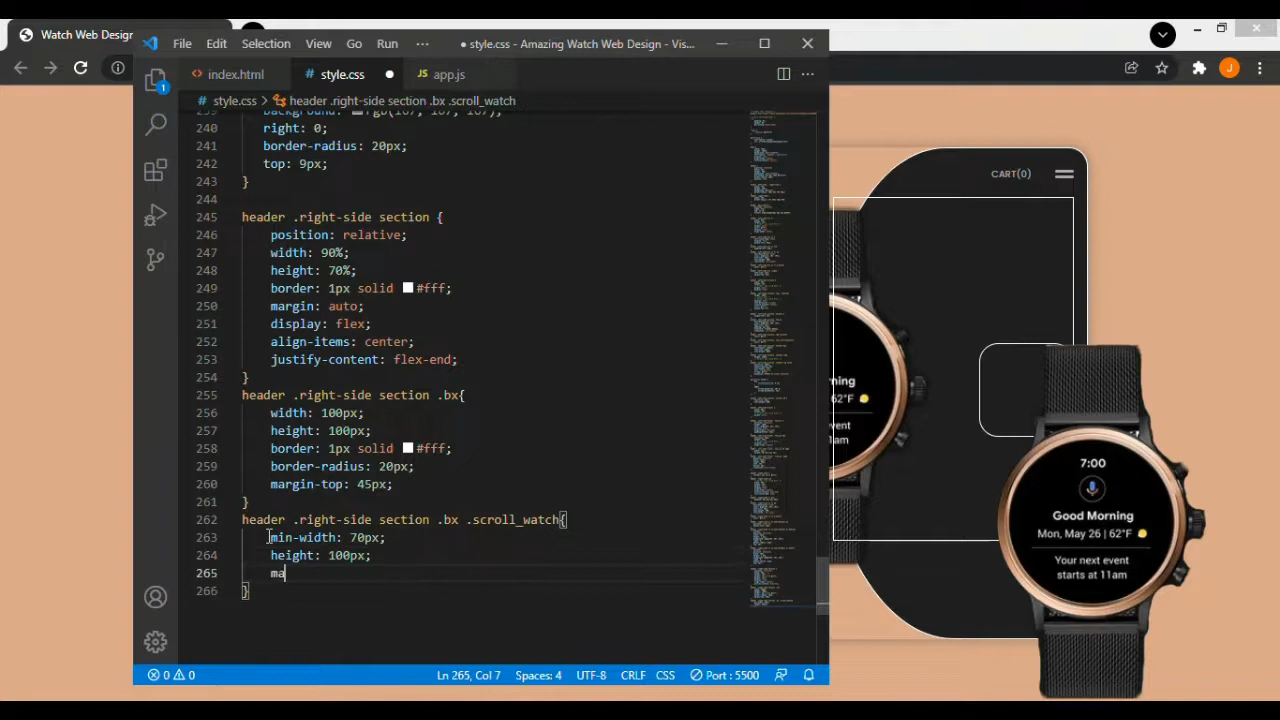 Watch Web Design
File Edit Selection View Go Run ··· ● style.css - Amazing Watch Web Design - Vis...
index.html style.css ● app.js
style.css > header .right-side section .bx .scroll_watch
240 right: 0;
241 border-radius: 20px;
242 top: 9px;
243 }
244
245 header .right-side section {
246 position: relative;
247 width: 90%;
248 height: 70%;
249 border: 1px solid #fff;
250 margin: auto;
251 display: flex;
252 align-items: center;
253 justify-content: flex-end;
254 }
255 header .right-side section .bx{
256 width: 100px;
257 height: 100px;
258 border: 1px solid #fff;
259 border-radius: 20px;
260 margin-top: 45px;
261 }
262 header .right-side section .bx .scroll_watch{
263 min-width: 70px;
264 height: 100px;
265 ma
266 }
1
0 0 Ln 265, Col 7 Spaces: 4 UTF-8 CRLF CSS Port : 5500
J
CART(0)
62°F
event
11am
7:00
Good Morning
Mon, May 26 | 62°F
Your next event
starts at 11am